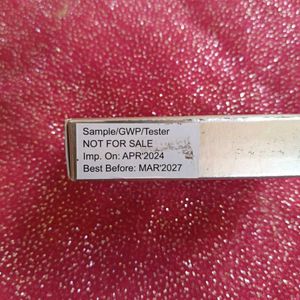 Sample/GWP/Tester
NOT FOR SALE
Imp. On: APR'2024
Best Before: MAR'2027